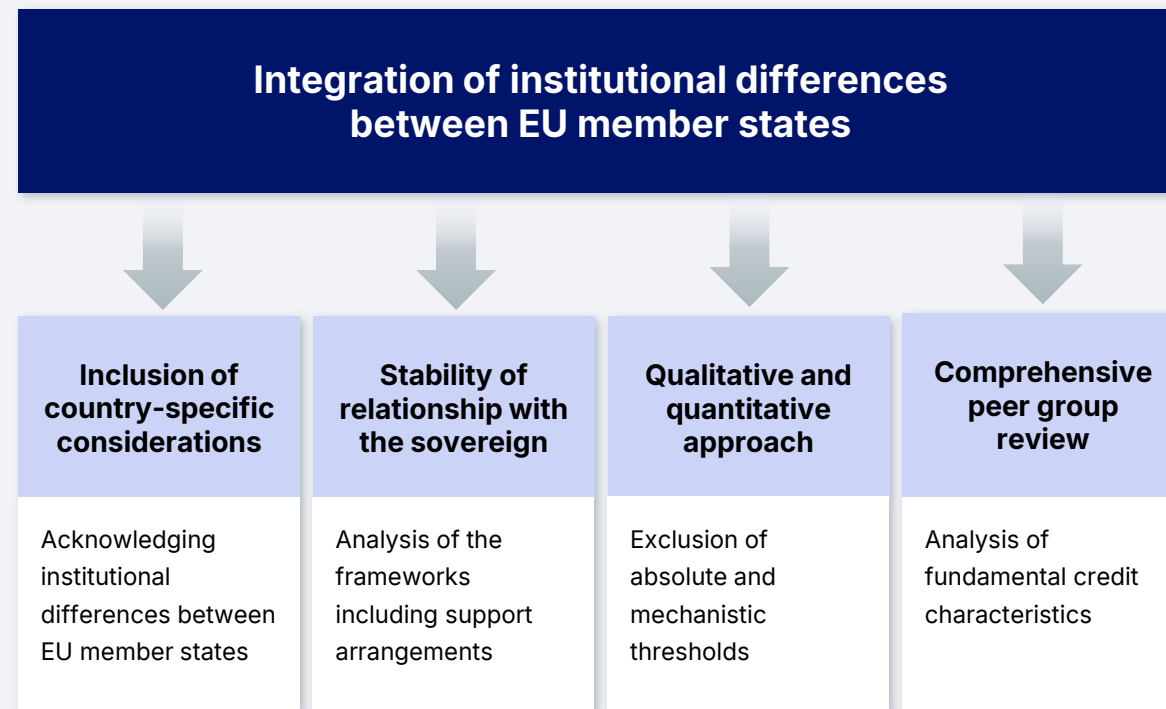 Integration of institutional differences
between EU member states
Inclusion of
country-specific
considerations
Acknowledging
institutional
differences between
EU member states
Stability of
relationship with
the sovereign
Analysis of the
frameworks
including support
arrangements
Qualitative and
quantitative
approach
Exclusion of
absolute and
mechanistic
thresholds
Comprehensive
peer group
review
Analysis of
fundamental credit
characteristics